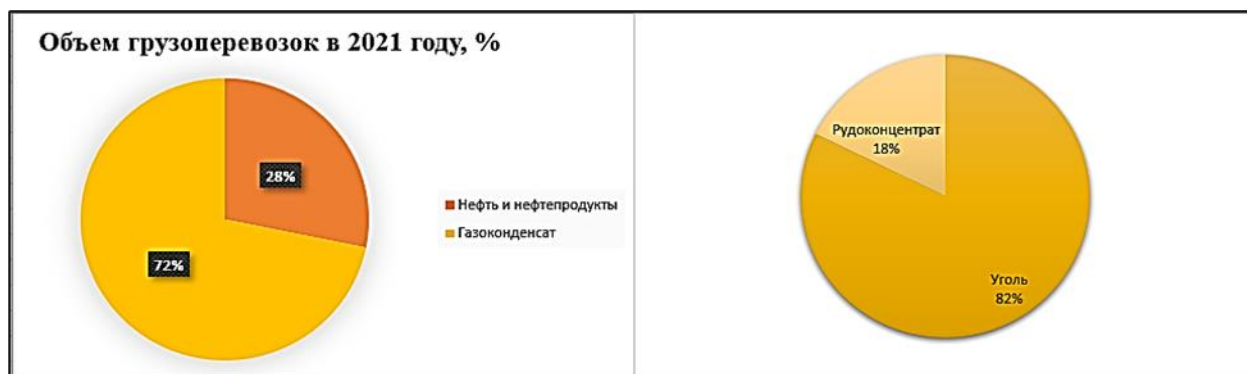 Объем грузоперевозок в 2021 году, %
28%
72%
Нефть и нефтепродукты
Газоконденсат
Рудоконцентрат
18%
Уголь
82%